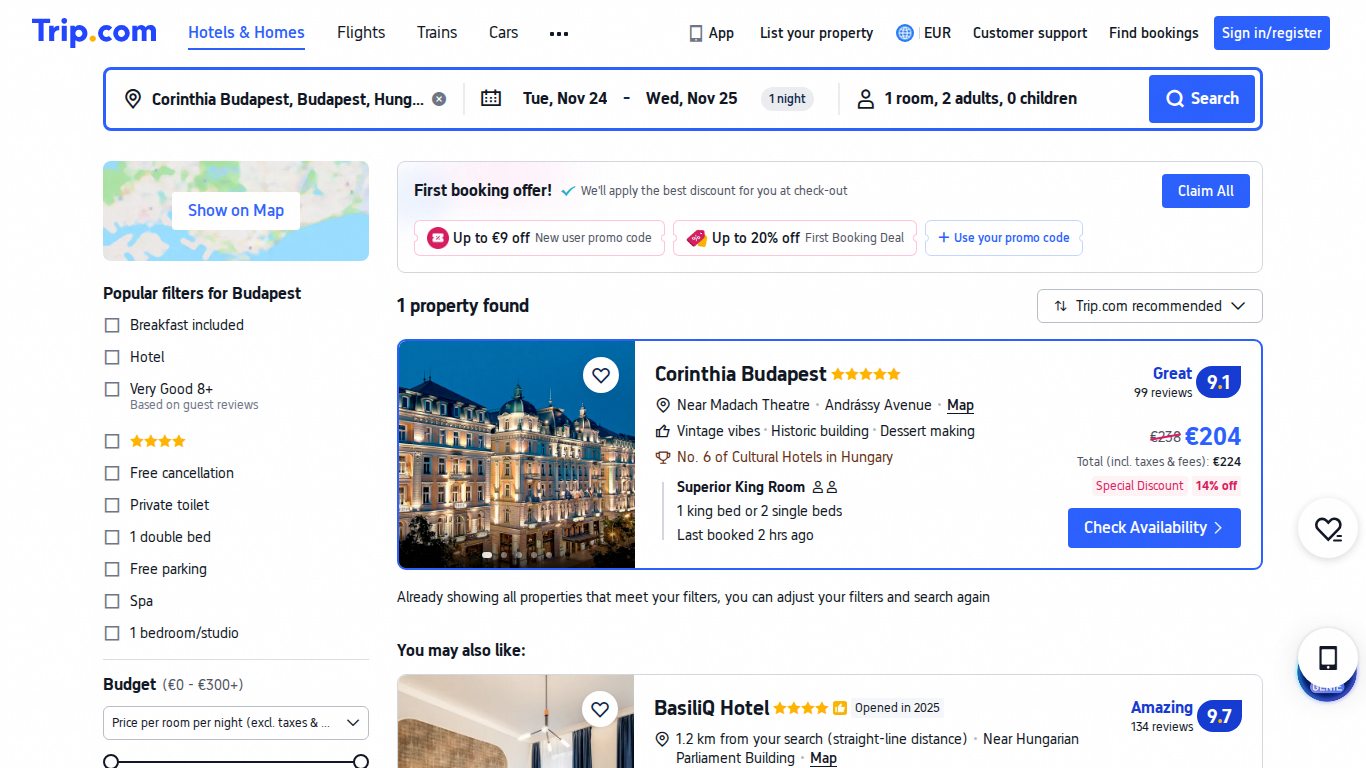 Trip.com
Hotels & Homes
Flights
Trains
Cars
App
List your property
EUR
Customer support
Find bookings
Sign in/register
Corinthia Budapest, Budapest, Hung...
Tue, Nov 24 - Wed, Nov 25
1 night
1 room, 2 adults, 0 children
Search
Show on Map
Popular filters for Budapest
Breakfast included
Hotel
Very Good 8+
Based on guest reviews
Free cancellation
Private toilet
1 double bed
Free parking
Spa
1 bedroom/studio
Budget (€0 - €300+)
Price per room per night (excl. taxes & ...
First booking offer!
We'll apply the best discount for you at check-out
Claim All
Up to €9 off New user promo code
Up to 20% off First Booking Deal
+ Use your promo code
1 property found
Trip.com recommended
Corinthia Budapest
Near Madach Theatre · Andrássy Avenue · Map
Vintage vibes · Historic building · Dessert making
No. 6 of Cultural Hotels in Hungary
Superior King Room
1 king bed or 2 single beds
Last booked 2 hrs ago
Great
99 reviews
9.1
€238 €204
Total (incl. taxes & fees): €224
Special Discount 14% off
Check Availability
Already showing all properties that meet your filters, you can adjust your filters and search again
You may also like:
BasiliQ Hotel
Opened in 2025
1.2 km from your search (straight-line distance) · Near Hungarian
Parliament Building · Map
Amazing
134 reviews
9.7
GENIE